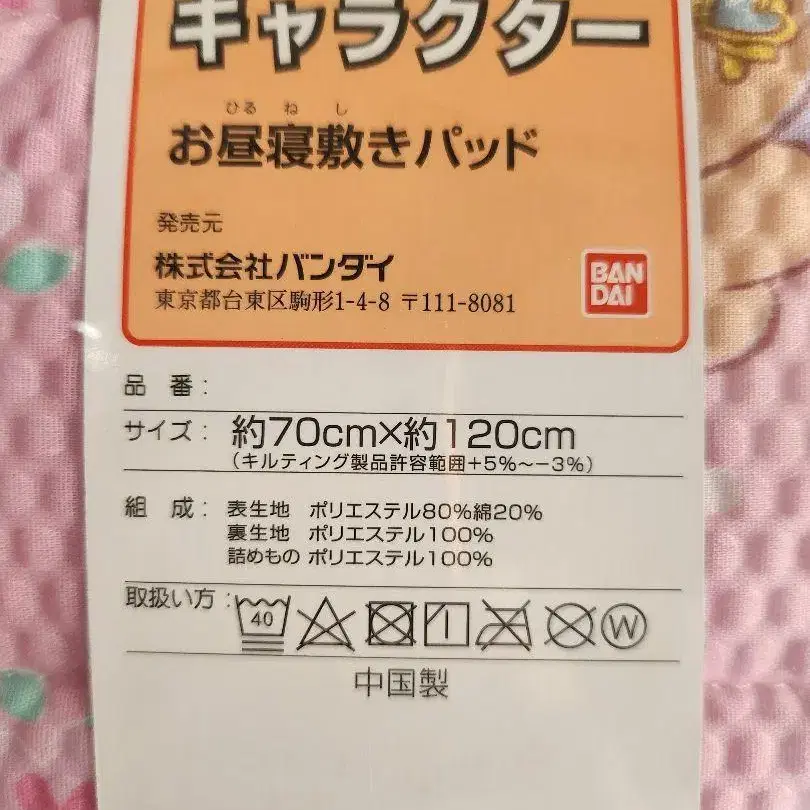 キャラクター
ひる ね し
お昼寝敷きパッド
発売元
株式会社バンダイ
東京都台東区駒形1-4-8 〒111-8081
BAN
DAI
品 番:
サイズ: 約70cm×約120cm
(キルティング製品許容範囲+5%~-3%)
組 成: 表生地 ポリエステル80%綿20%
裏生地 ポリエステル100%
詰めもの ポリエステル100%
取扱い方:
40
W
中国製